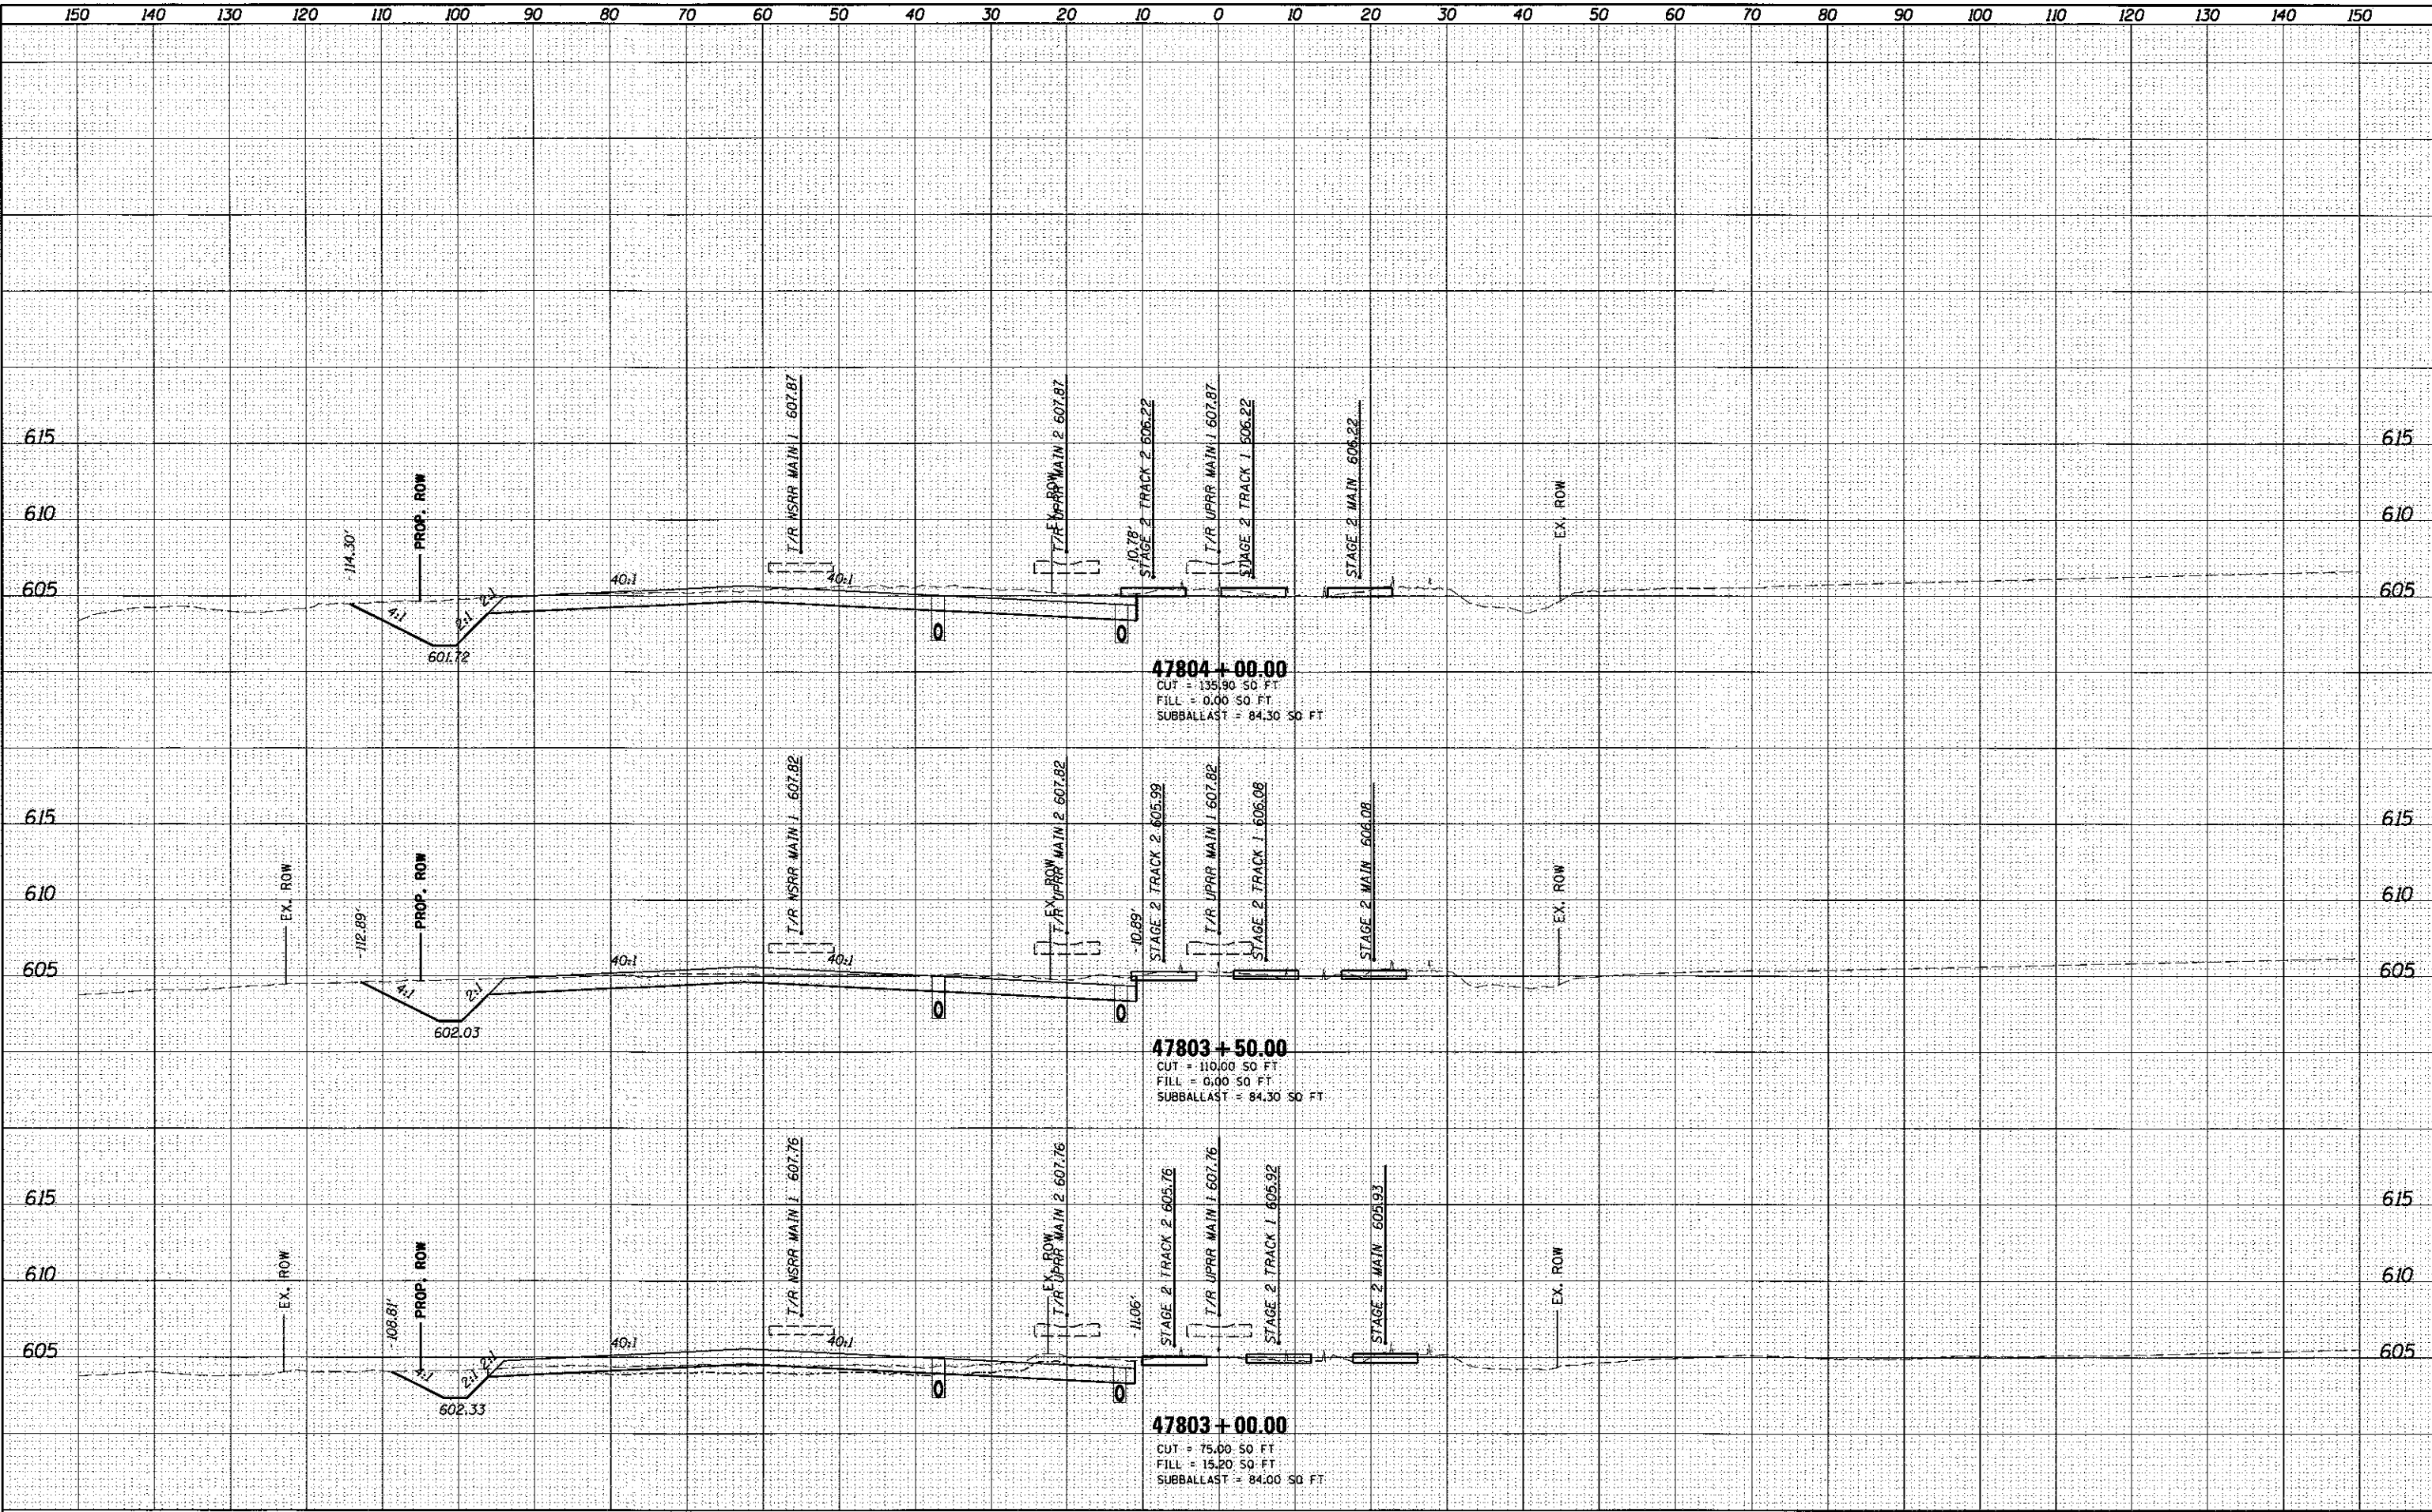 150 140 130 120 110 100 90 80 70 60 50 40 30 20 10 0 10 20 30 40 50 60 70 80 90 100 110 120 130 140 150
T/R NSRR MAIN 1 607.87
EX. ROW
T/R UPRR MAIN 2 607.87
-10.78'
STAGE 2 TRACK 2 606.22
T/R UPRR MAIN 1 607.87
STAGE 2 TRACK 1 606.22
STAGE 2 MAIN 606.22
EX. ROW
615 615
610 610
605 605
-114.30'
PROP. ROW
4:1 2:1 2:1 40:1 40:1
601.72
47804+00.00
CUT = 135.90 SQ FT
FILL = 0.00 SQ FT
SUBBALLAST = 84.30 SQ FT
T/R NSRR MAIN 1 607.82
EX. ROW
T/R UPRR MAIN 2 607.82
-10.89'
STAGE 2 TRACK 2 605.99
T/R UPRR MAIN 1 607.82
STAGE 2 TRACK 1 606.08
STAGE 2 MAIN 606.08
EX. ROW
615 615
610 610
605 605
EX. ROW
-112.89'
PROP. ROW
4:1 2:1 40:1 40:1
602.03
47803+50.00
CUT = 110.00 SQ FT
FILL = 0.00 SQ FT
SUBBALLAST = 84.30 SQ FT
T/R NSRR MAIN 1 607.76
EX. ROW
T/R UPRR MAIN 2 607.76
-11.06'
STAGE 2 TRACK 2 605.76
T/R UPRR MAIN 1 607.76
STAGE 2 TRACK 1 605.92
STAGE 2 MAIN 605.93
EX. ROW
615 615
610 610
605 605
EX. ROW
-108.81'
PROP. ROW
4:1 2:1 2:1 40:1 40:1
602.33
47803+00.00
CUT = 75.00 SQ FT
FILL = 15.20 SQ FT
SUBBALLAST = 84.00 SQ FT